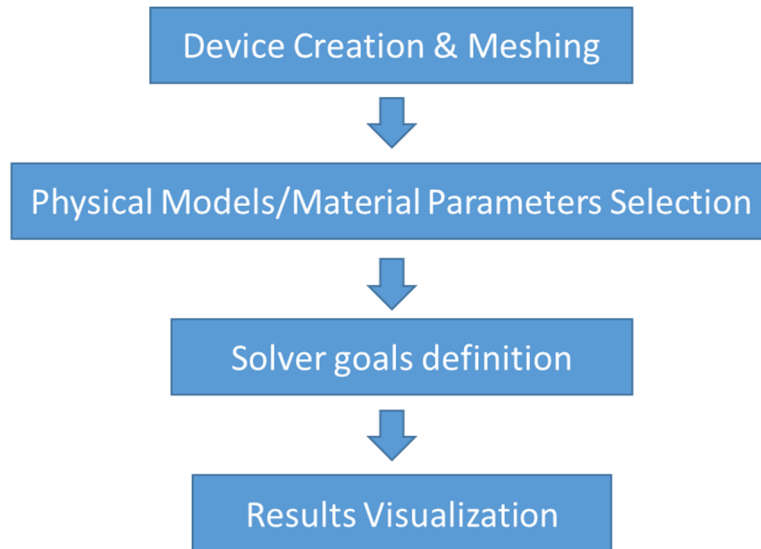 Device Creation & Meshing
Physical Models/Material Parameters Selection
Solver goals definition
Results Visualization